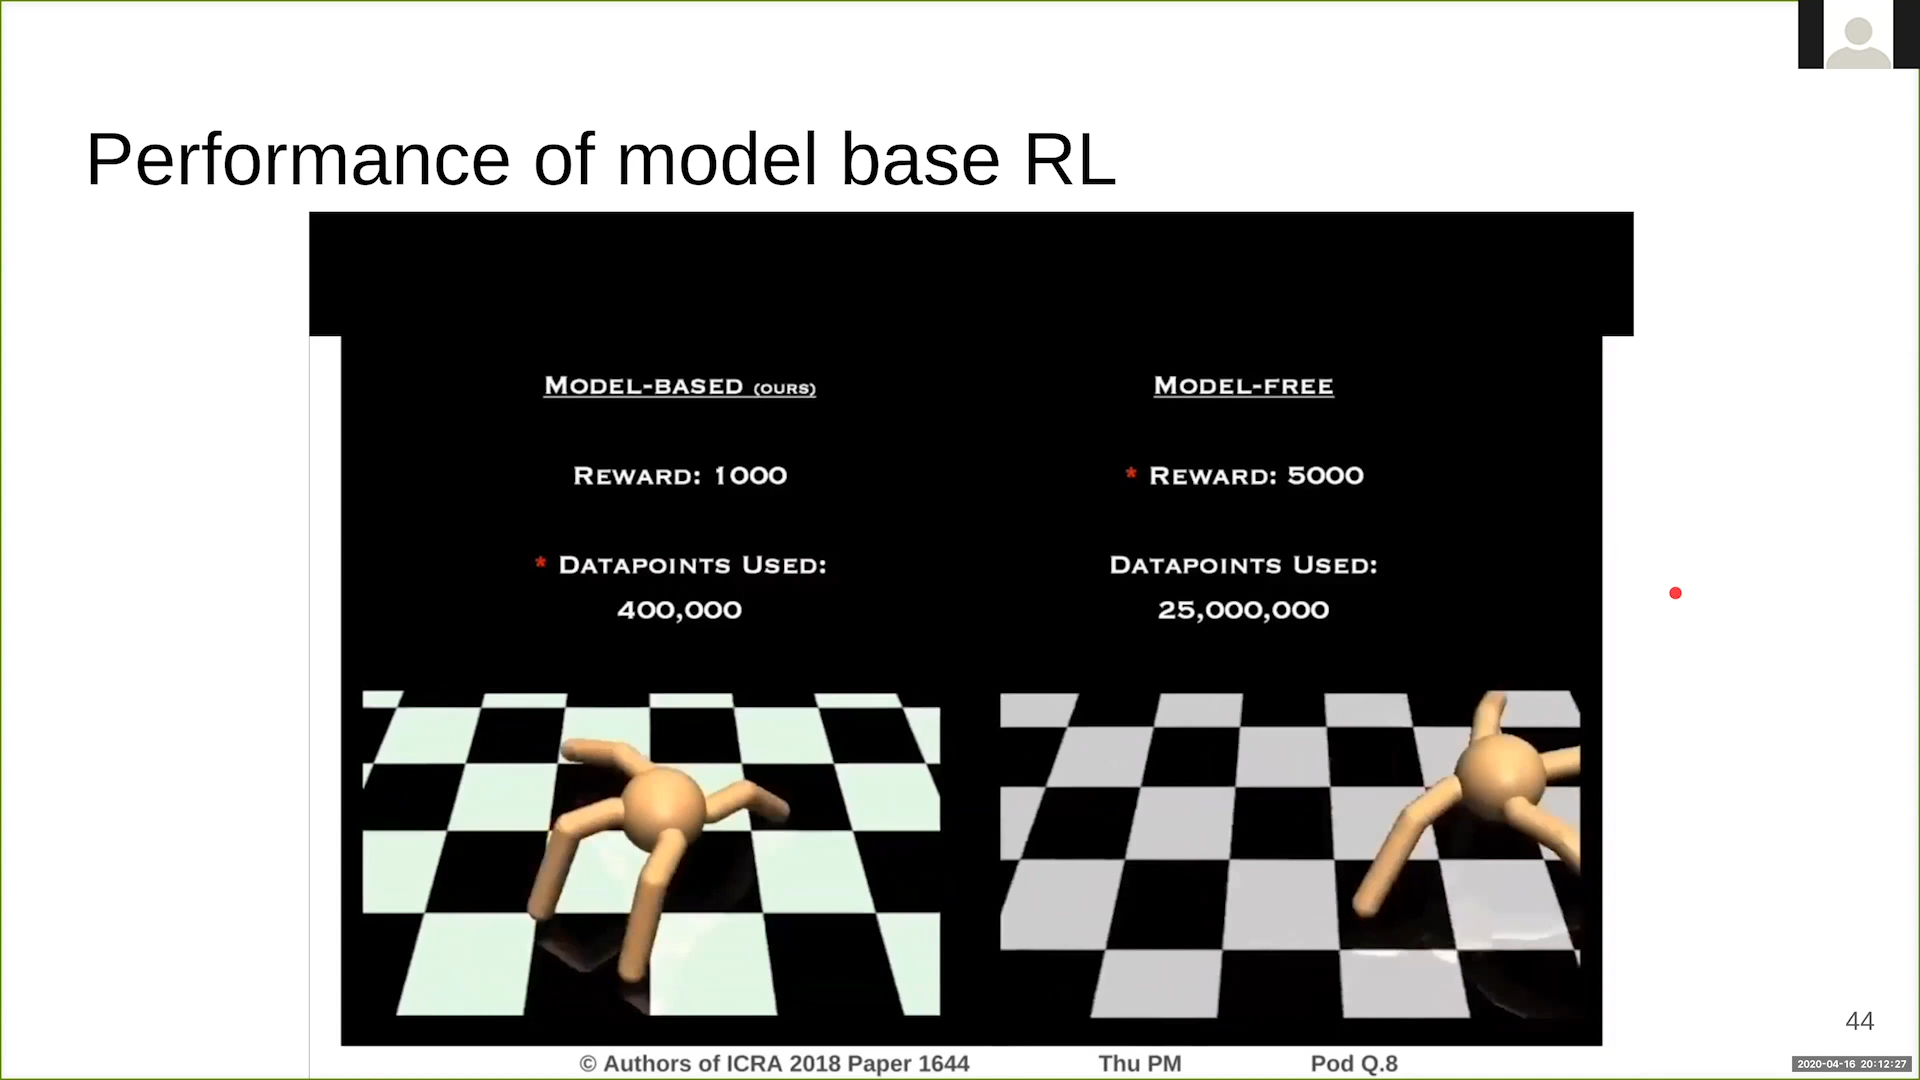 Performance of model base RL
MODEL-BASED (OURS)
REWARD: 1000
* DATAPOINTS USED:
400,000
MODEL-FREE
* REWARD: 5000
DATAPOINTS USED:
25,000,000
© Authors of ICRA 2018 Paper 1644 Thu PM Pod Q.8
44
2020-04-16 20:12:27